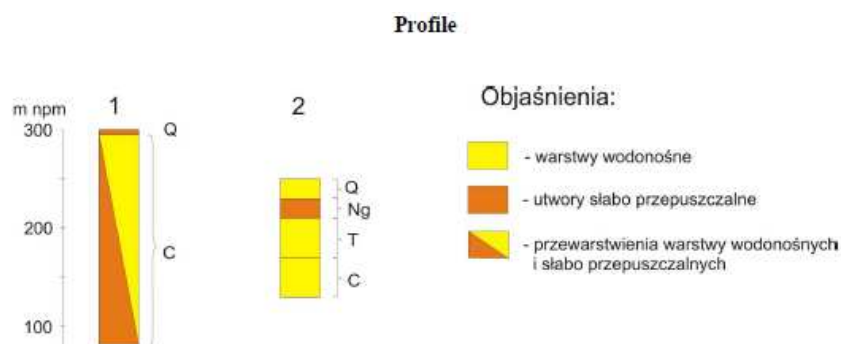 Profile
m npm
1
2
300
200
100
Q
C
Q
Ng
T
C
Objaśnienia:
- warstwy wodonośne
- utwory słabo przepuszczalne
- przewarstwienia warstwy wodonośnych
i słabo przepuszczalnych